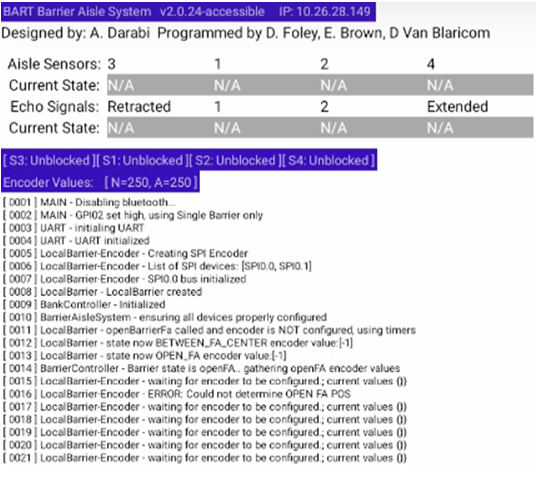 BART Barrier Aisle System v2.0.24-accessible IP: 10.26.28.149
Designed by: A. Darabi Programmed by D. Foley, E. Brown, D Van Blaricom
Aisle Sensors: 3 1 2 4
Current State: N/A N/A N/A N/A
Echo Signals: Retracted 1 2 Extended
Current State: N/A N/A N/A N/A
[ S3: Unblocked ][ S1: Unblocked ][ S2: Unblocked ][ S4: Unblocked ]
Encoder Values: [ N=250, A=250 ]
[ 0001 ] MAIN - Disabling bluetooth...
[ 0002 ] MAIN - GPI02 set high, using Single Barrier only
[ 0003 ] UART - initialing UART
[ 0004 ] UART - UART initialized
[ 0005 ] LocalBarrier-Encoder - Creating SPI Encoder
[ 0006 ] LocalBarrier-Encoder - List of SPI devices: [SPI0.0, SPI0.1]
[ 0007 ] LocalBarrier-Encoder - SPI0.0 bus initialized
[ 0008 ] LocalBarrier - LocalBarrier created
[ 0009 ] BankController - Initialized
[ 0010 ] BarrierAisleSystem - ensuring all devices properly configured
[ 0011 ] LocalBarrier - openBarrierFa called and encoder is NOT configured, using timers
[ 0012 ] LocalBarrier - state now BETWEEN_FA_CENTER encoder value:[-1]
[ 0013 ] LocalBarrier - state now OPEN_FA encoder value:[-1]
[ 0014 ] BarrierController - Barrier state is openFA.. gathering openFA encoder values
[ 0015 ] LocalBarrier-Encoder - waiting for encoder to be configured.; current values {}}
[ 0016 ] LocalBarrier-Encoder - ERROR: Could not determine OPEN FA POS
[ 0017 ] LocalBarrier-Encoder - waiting for encoder to be configured.; current values {}}
[ 0018 ] LocalBarrier-Encoder - waiting for encoder to be configured.; current values {}}
[ 0019 ] LocalBarrier-Encoder - waiting for encoder to be configured.; current values {}}
[ 0020 ] LocalBarrier-Encoder - waiting for encoder to be configured.; current values {}}
[ 0021 ] LocalBarrier-Encoder - waiting for encoder to be configured.; current values {}}